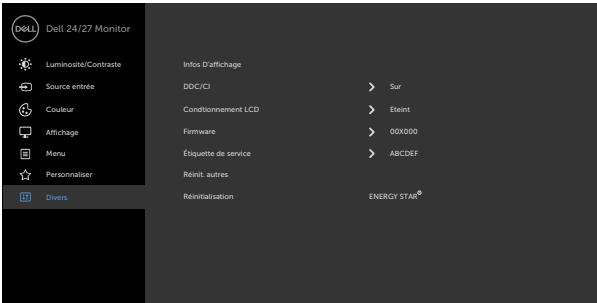 DELL Dell 24/27 Monitor
Luminosité/Contraste Infos D'affichage
Source entrée DDC/CI Sur
Couleur Condtionnement LCD Eteint
Affichage Firmware 00X000
Menu Étiquette de service ABCDEF
Personnaliser Réinit. autres
Divers Réinitialisation ENERGY STAR®